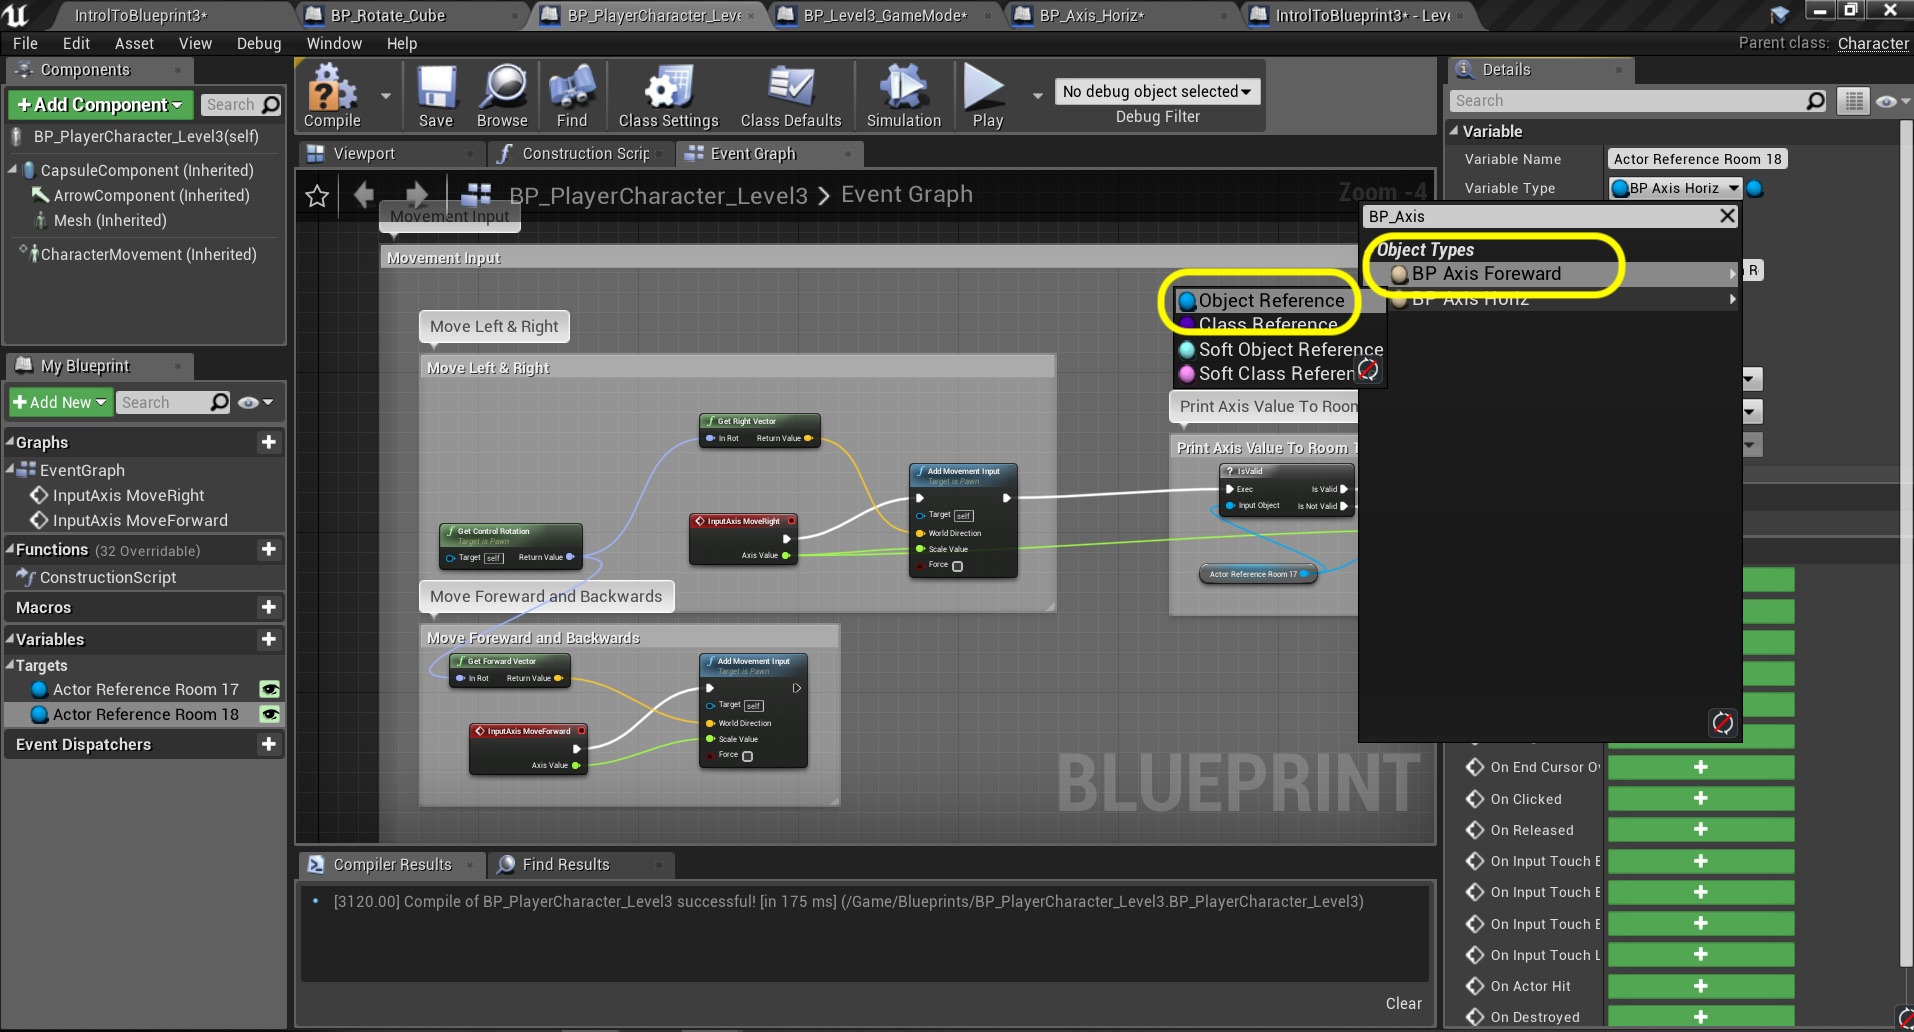 IntrolToBlueprint3*
BP_Rotate_Cube
BP_PlayerCharacter_Leve
BP_Level3_GameMode*
BP_Axis_Horiz*
IntrolToBlueprint3* - Leve
File Edit Asset View Debug Window Help
Parent class: Character
Components
+Add Component
Search
BP_PlayerCharacter_Level3(self)
CapsuleComponent (Inherited)
ArrowComponent (Inherited)
Mesh (Inherited)
CharacterMovement (Inherited)
My Blueprint
+Add New
Search
Graphs
EventGraph
InputAxis MoveRight
InputAxis MoveForward
Functions (32 Overridable)
ConstructionScript
Macros
Variables
Targets
Actor Reference Room 17
Actor Reference Room 18
Event Dispatchers
Compile
Save
Browse
Find
Class Settings
Class Defaults
Simulation
Play
No debug object selected
Debug Filter
Viewport
Construction Scrip
Event Graph
BP_PlayerCharacter_Level3 > Event Graph
Zoom -4
Movement Input
Movement Input
Move Left & Right
Move Left & Right
Get Right Vector
In Rot Return Value
Add Movement Input
Target is Pawn
Target self
World Direction
Scale Value
Force
InputAxis MoveRight
Axis Value
Get Control Rotation
Target is Pawn
Target self Return Value
Move Foreward and Backwards
Move Foreward and Backwards
Get Forward Vector
In Rot Return Value
Add Movement Input
Target is Pawn
Target self
World Direction
Scale Value
Force
InputAxis MoveForward
Axis Value
Print Axis Value To Room
Print Axis Value To Room 1
? IsValid
Exec Is Valid
Input Object Is Not Valid
Actor Reference Room 17
BLUEPRINT
Object Reference
Class Reference
Soft Object Reference
Soft Class Referen
BP_Axis
Object Types
BP Axis Foreward
BP Axis Horiz
Compiler Results
Find Results
[3120.00] Compile of BP_PlayerCharacter_Level3 successful! [in 175 ms] (/Game/Blueprints/BP_PlayerCharacter_Level3.BP_PlayerCharacter_Level3)
Clear
Details
Search
Variable
Variable Name Actor Reference Room 18
Variable Type BP Axis Horiz
On End Cursor Ov
On Clicked
On Released
On Input Touch E
On Input Touch E
On Input Touch E
On Input Touch L
On Actor Hit
On Destroyed